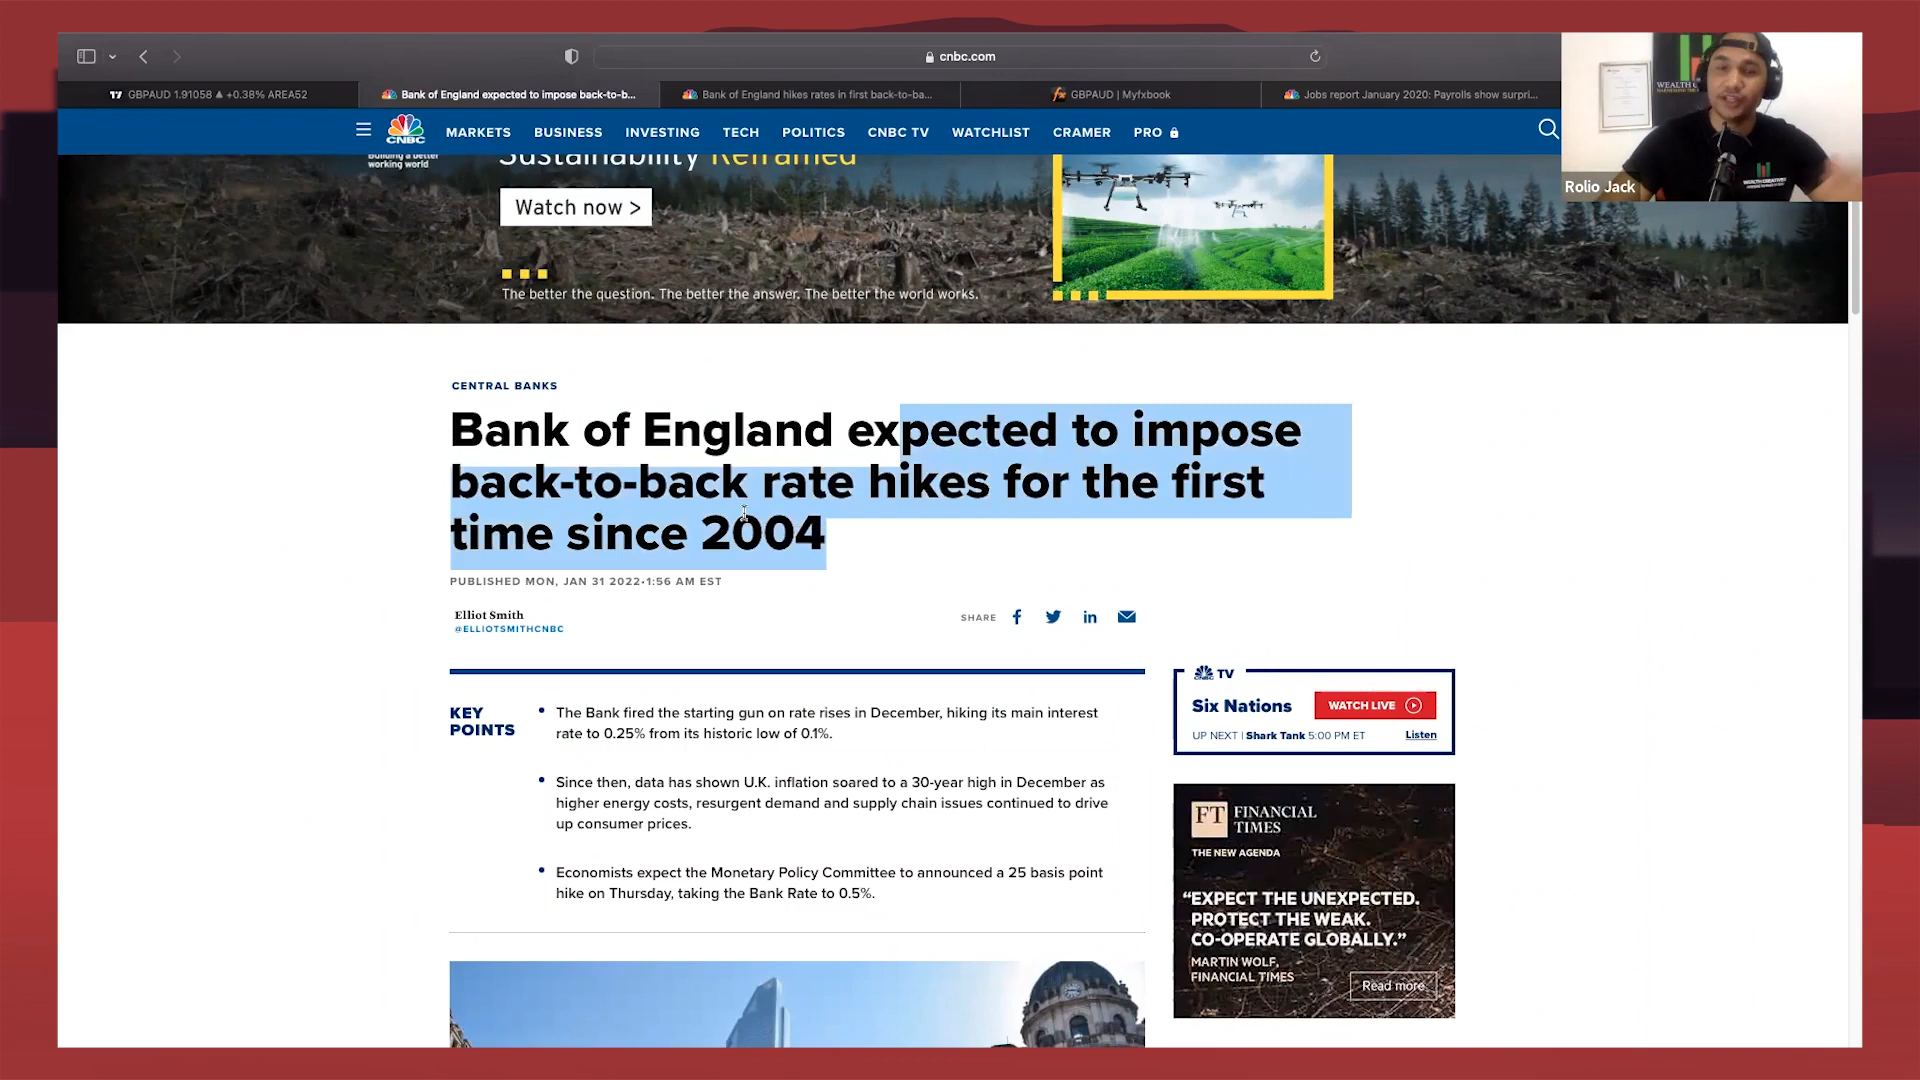 cnbc.com
GBPAUD 1.91058 ▲ +0.38% AREA52
Bank of England expected to impose back-to-b...
Bank of England hikes rates in first back-to-ba...
GBPAUD | Myfxbook
Jobs report January 2020: Payrolls show surpri...
CNBC
MARKETS
BUSINESS
INVESTING
TECH
POLITICS
CNBC TV
WATCHLIST
CRAMER
PRO
Rolio Jack
Building a better
working world
Sustainability Reframed
Watch now >
The better the question. The better the answer. The better the world works.
CENTRAL BANKS
Bank of England expected to impose
back-to-back rate hikes for the first
time since 2004
PUBLISHED MON, JAN 31 2022•1:56 AM EST
Elliot Smith
@ELLIOTSMITHCNBC
SHARE
KEY
POINTS
The Bank fired the starting gun on rate rises in December, hiking its main interest
rate to 0.25% from its historic low of 0.1%.
Since then, data has shown U.K. inflation soared to a 30-year high in December as
higher energy costs, resurgent demand and supply chain issues continued to drive
up consumer prices.
Economists expect the Monetary Policy Committee to announced a 25 basis point
hike on Thursday, taking the Bank Rate to 0.5%.
TV
Six Nations
WATCH LIVE
UP NEXT | Shark Tank 5:00 PM ET
Listen
FT FINANCIAL
TIMES
THE NEW AGENDA
“EXPECT THE UNEXPECTED.
PROTECT THE WEAK.
CO-OPERATE GLOBALLY.”
MARTIN WOLF,
FINANCIAL TIMES
Read more